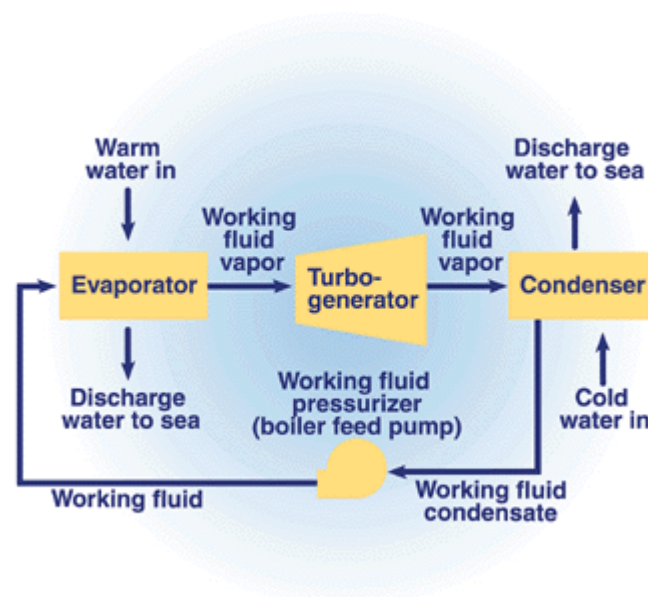 Warm
water in
Discharge
water to sea
Working
fluid
vapor
Working
fluid
vapor
Evaporator
Turbo-
generator
Condenser
Discharge
water to sea
Working fluid
pressurizer
(boiler feed pump)
Cold
water in
Working fluid
Working fluid
condensate